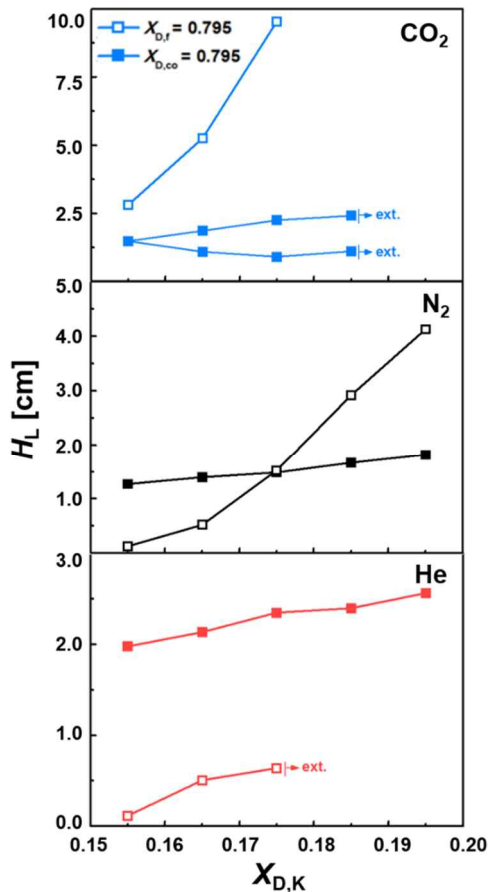 10.0
X_D,f = 0.795
CO₂
X_D,co = 0.795
7.5
5.0
2.5
ext.
ext.
5.0
N₂
4.0
H_L [cm]
2.0
1.0
3.0
He
2.0
1.0
ext.
0.0
0.15 0.16 0.17 0.18 0.19 0.20
X_D,K